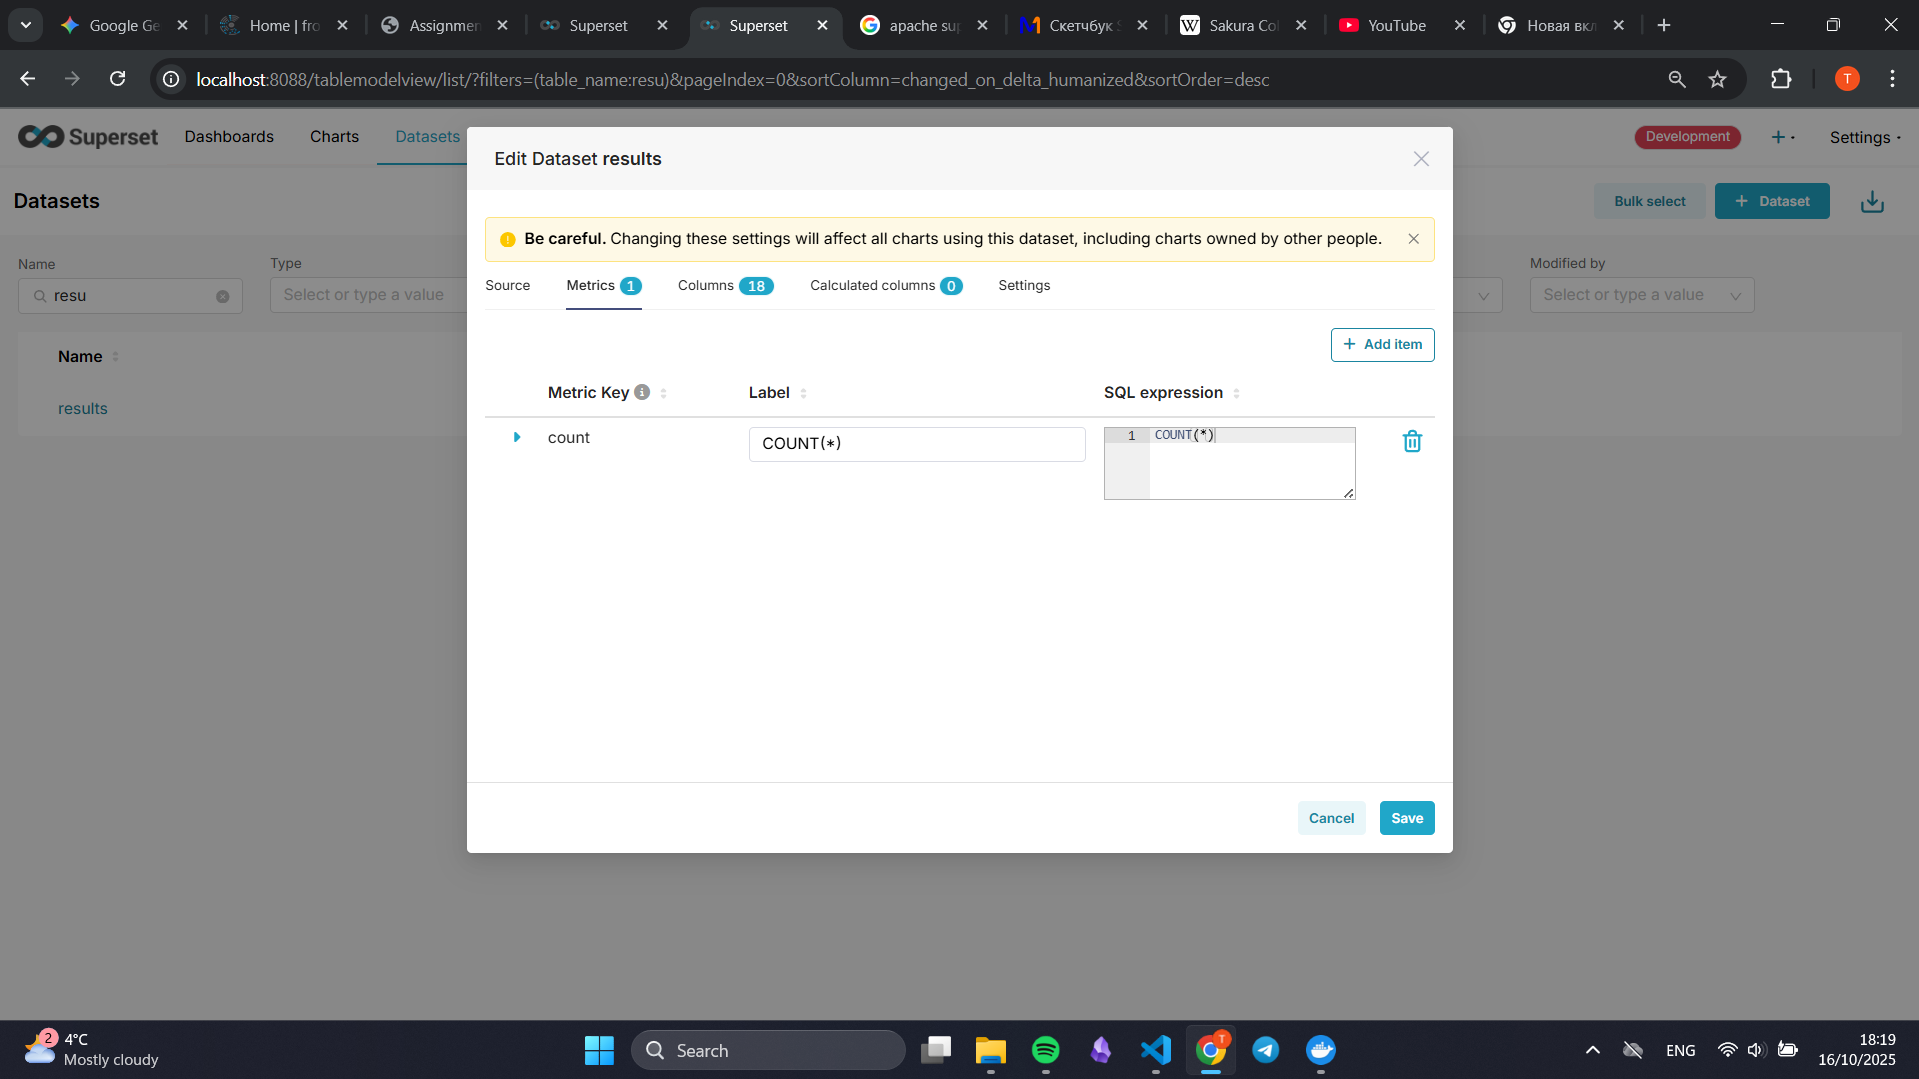 Google Ge
Home | fro
Assignmen
Superset
Superset
apache sup
Скетчбук S
Sakura Col
YouTube
Новая вкл
localhost:8088/tablemodelview/list/?filters=(table_name:resu)&pageIndex=0&sortColumn=changed_on_delta_humanized&sortOrder=desc
T
Superset
Dashboards
Charts
Datasets
Development
Settings
Datasets
Bulk select
Dataset
Name
resu
Type
Select or type a value
Modified by
Select or type a value
Name
results
Edit Dataset results
Be careful. Changing these settings will affect all charts using this dataset, including charts owned by other people.
Source
Metrics 1
Columns 18
Calculated columns 0
Settings
Add item
Metric Key
Label
SQL expression
count
COUNT(*)
1 COUNT(*)
Cancel
Save
2
4°C
Mostly cloudy
Search
T
ENG
18:19
16/10/2025